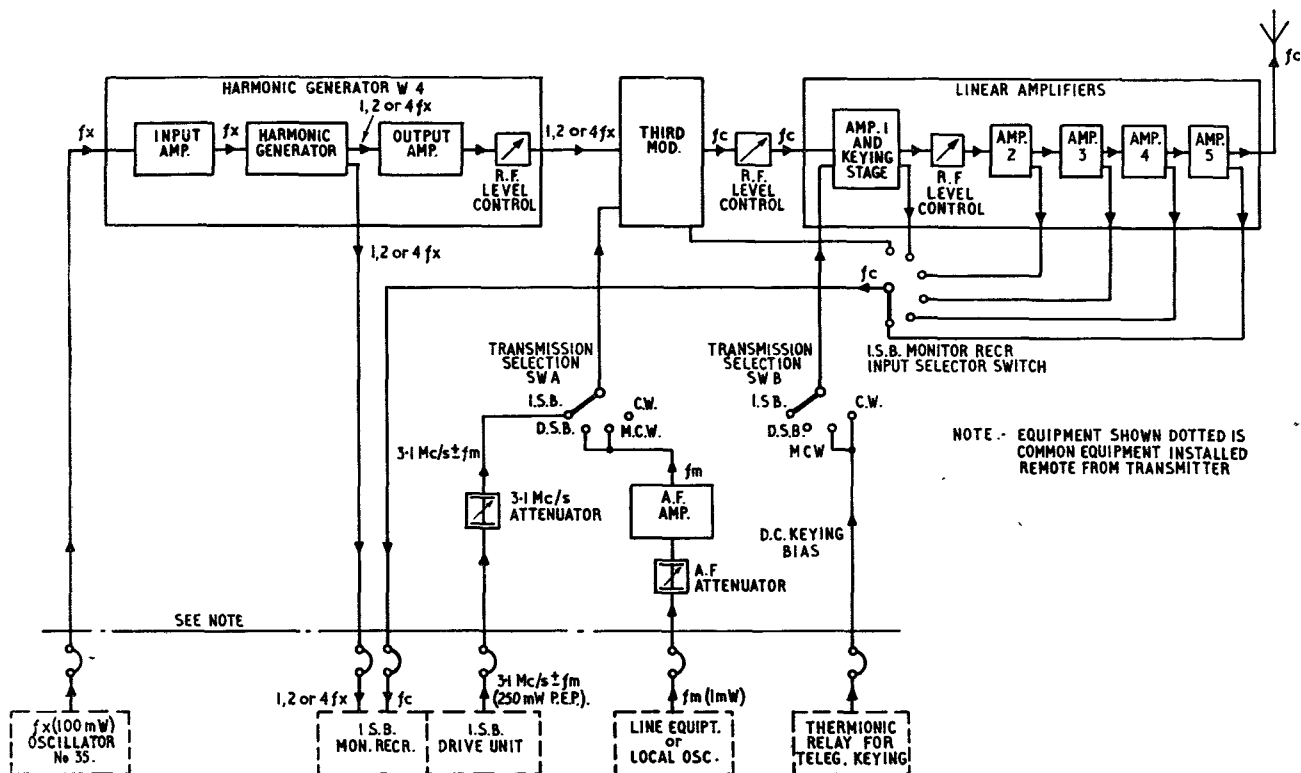 HARMONIC GENERATOR W 4
1, 2 or 4 fx
fx
INPUT
AMP.
fx
HARMONIC
GENERATOR
OUTPUT
AMP.
R.F.
LEVEL
CONTROL
1, 2 or 4 fx
THIRD
MOD.
fc
R.F.
LEVEL
CONTROL
fc
LINEAR AMPLIFIERS
AMP. 1
AND
KEYING
STAGE
R.F
LEVEL
CONTROL
AMP.
2
AMP.
3
AMP.
4
AMP.
5
fc
1, 2 or 4 fx
fc
I.S.B. MONITOR RECR
INPUT SELECTOR SWITCH
TRANSMISSION
SELECTION
SW A
I.S.B.
D.S.B.
M.C.W.
C.W.
TRANSMISSION
SELECTION
SW B
I.S B.
D.S.B.
M C W
C.W.
NOTE.- EQUIPMENT SHOWN DOTTED IS
COMMON EQUIPMENT INSTALLED
REMOTE FROM TRANSMITTER
3·1 Mc/s ± fm
3·1 Mc/s
ATTENUATOR
fm
A.F.
AMP.
A.F
ATTENUATOR
D.C. KEYING
BIAS
SEE NOTE
1, 2 or 4 fx
fc
3·1 Mc/s ± fm
(250 mW P.E.P.).
fm (1mW)
fx (100 mW)
OSCILLATOR
No 35.
I S.B.
MON. RECR.
I.S.B.
DRIVE UNIT
LINE EQUIPT.
or
LOCAL OSC.
THERMIONIC
RELAY FOR
TELEG. KEYING